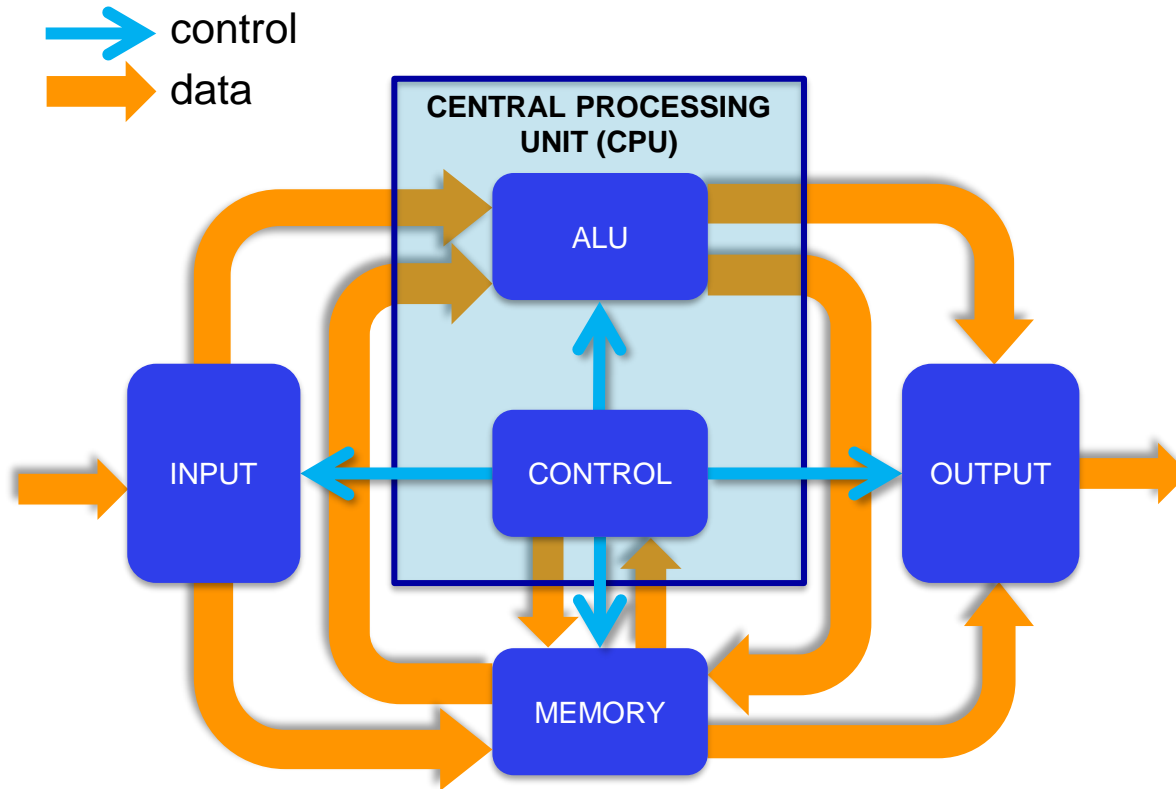 control
data
CENTRAL PROCESSING
UNIT (CPU)
ALU
INPUT
CONTROL
OUTPUT
MEMORY